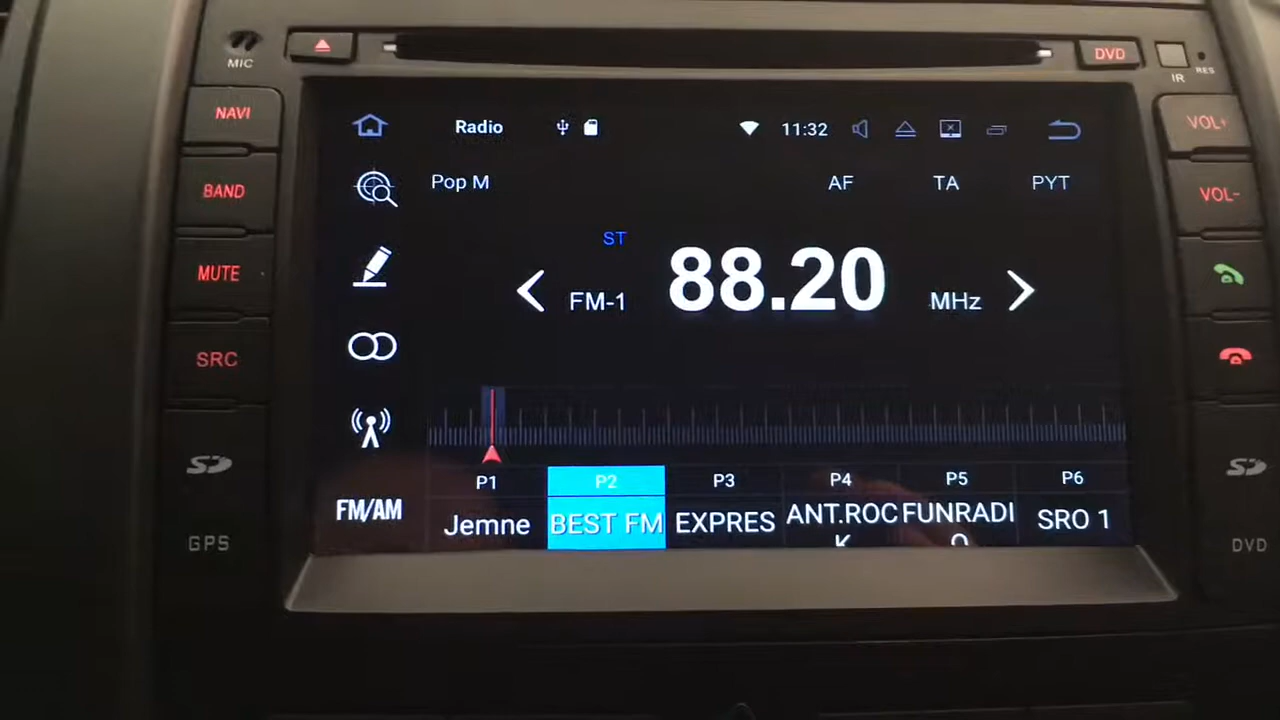 MIC
DVD
IR
RES
NAVI
BAND
MUTE
SRC
SD
GPS
Radio
11:32
Pop M
AF TA PYT
ST
FM-1 88.20 MHz
P1 P2 P3 P4 P5 P6
Jemne BEST FM EXPRES ANT.ROC FUNRADI SRO 1
K O
FM/AM
VOL+
VOL-
SD
DVD